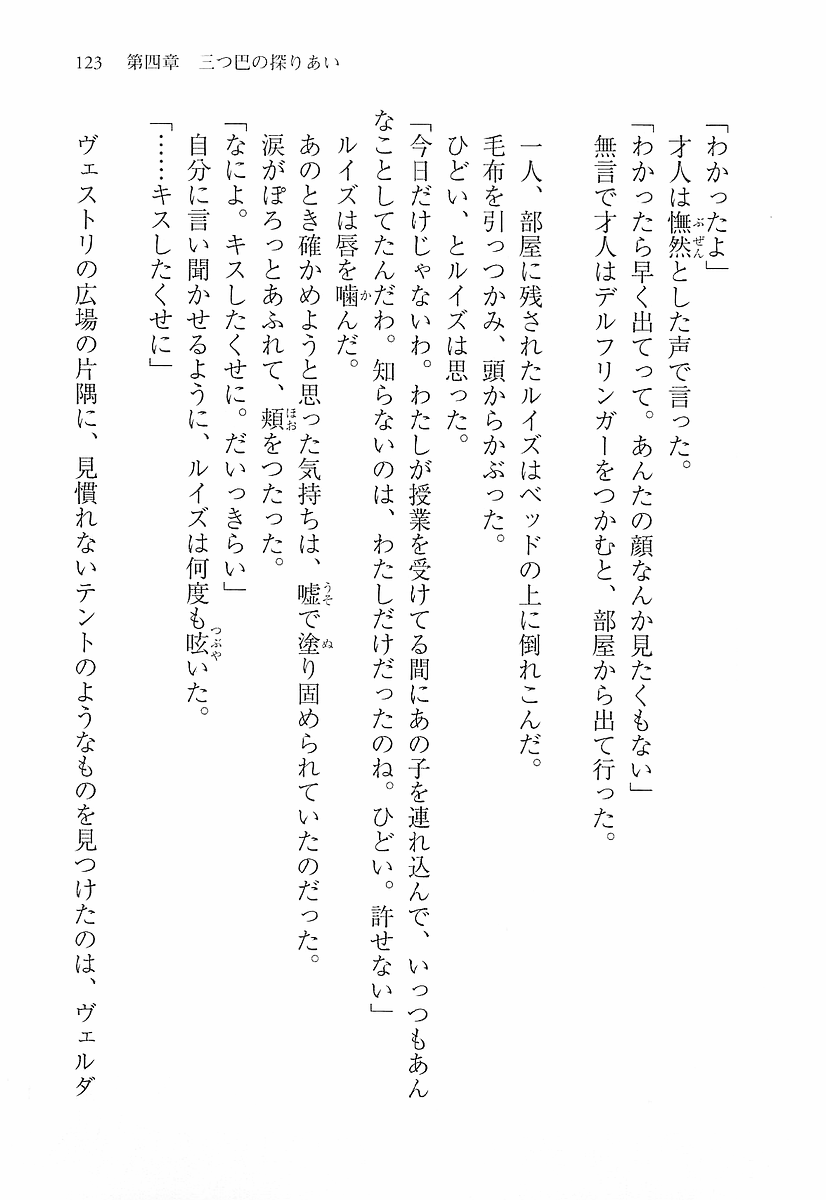 123　第四章　三つ巴の探りあい
「わかったよ」
才人は憮然とした声で言った。
「わかったら早く出てって。あんたの顔なんか見たくもない」
無言で才人はデルフリンガーをつかむと、部屋から出て行った。
一人、部屋に残されたルイズはベッドの上に倒れこんだ。
毛布を引っつかみ、頭からかぶった。
ひどい、とルイズは思った。
「今日だけじゃないわ。わたしが授業を受けてる間にあの子を連れ込んで、いっつもあん
なことしてたんだわ。知らないのは、わたしだけだったのね。ひどい。許せない」
ルイズは唇を噛んだ。
あのとき確かめようと思った気持ちは、嘘で塗り固められていたのだった。
涙がぽろっとあふれて、頬をつたった。
「なによ。キスしたくせに。だいっきらい」
自分に言い聞かせるように、ルイズは何度も呟いた。
「……キスしたくせに」
ヴェストリの広場の片隅に、見慣れないテントのようなものを見つけたのは、ヴェルダ